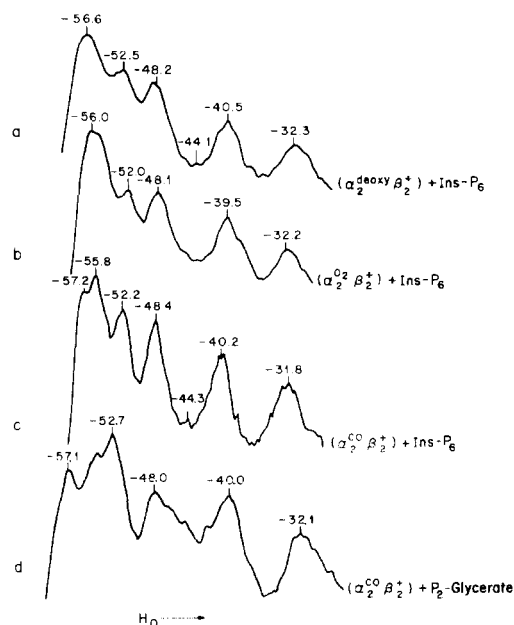 -56.6
-52.5
-48.2
-44.1
-40.5
-32.3
a
(α₂ᵈᵉᵒˣʸ β₂⁺) + Ins-P₆
-56.0
-52.0
-48.1
-39.5
-32.2
b
(α₂ᴼ² β₂⁺) + Ins-P₆
-57.2
-55.8
-52.2
-48.4
-44.3
-40.2
-31.8
c
(α₂ᶜᴼ β₂⁺) + Ins-P₆
-57.1
-52.7
-48.0
-40.0
-32.1
d
(α₂ᶜᴼ β₂⁺) + P₂-Glycerate
H₀